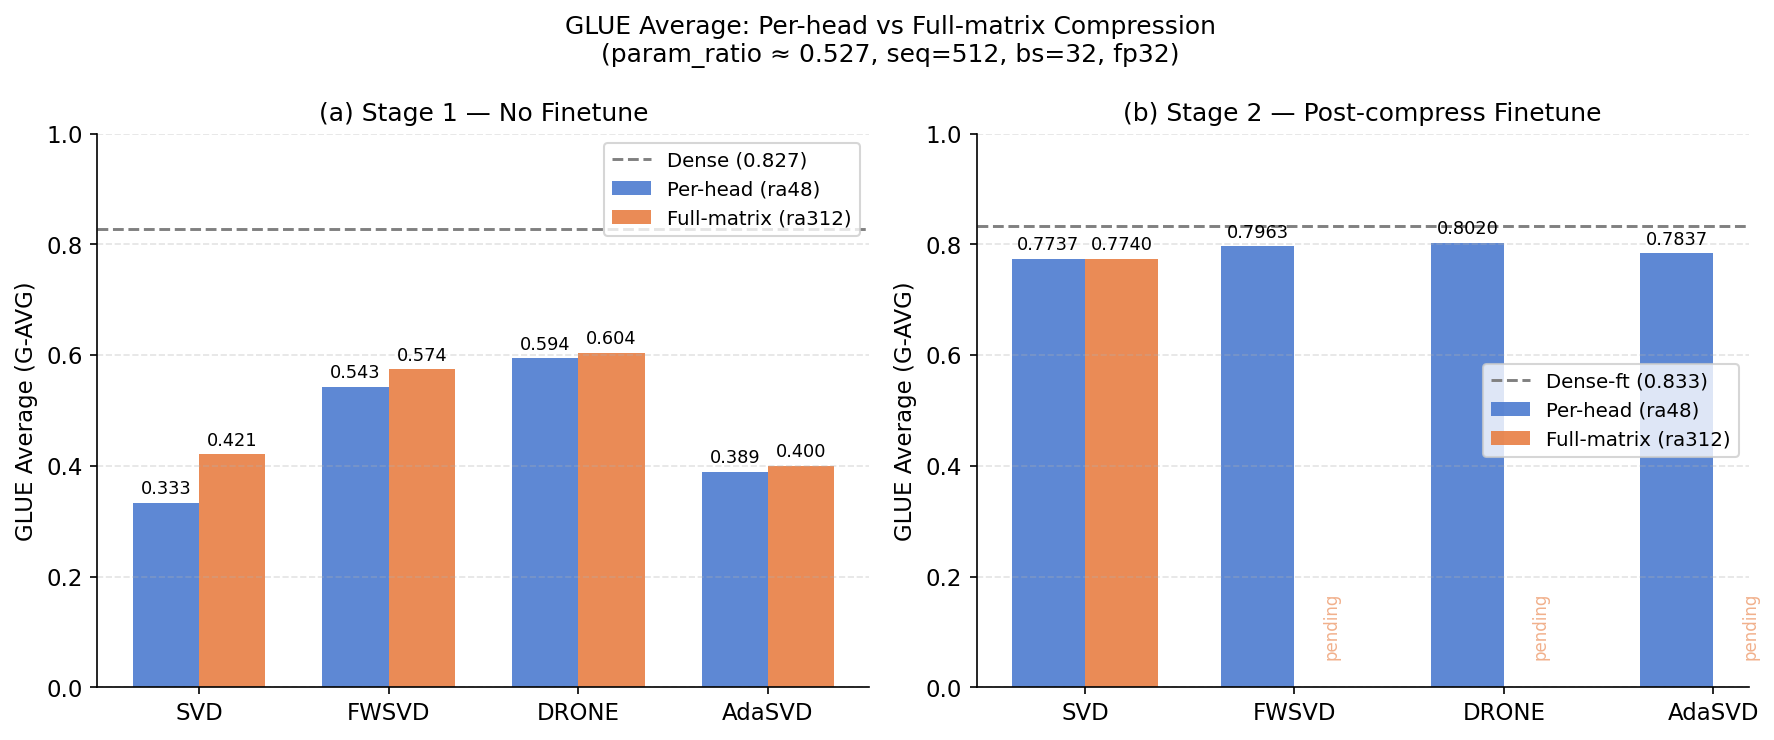 GLUE Average: Per-head vs Full-matrix Compression
(param_ratio ≈ 0.527, seq=512, bs=32, fp32)
(a) Stage 1 — No Finetune
GLUE Average (G-AVG)
1.0
0.8
0.6
0.4
0.2
0.0
Dense (0.827)
Per-head (ra48)
Full-matrix (ra312)
0.333
0.421
0.543
0.574
0.594
0.604
0.389
0.400
SVD
FWSVD
DRONE
AdaSVD
(b) Stage 2 — Post-compress Finetune
GLUE Average (G-AVG)
1.0
0.8
0.6
0.4
0.2
0.0
0.7737
0.7740
0.7963
0.8020
0.7837
Dense-ft (0.833)
Per-head (ra48)
Full-matrix (ra312)
pending
pending
pending
SVD
FWSVD
DRONE
AdaSVD